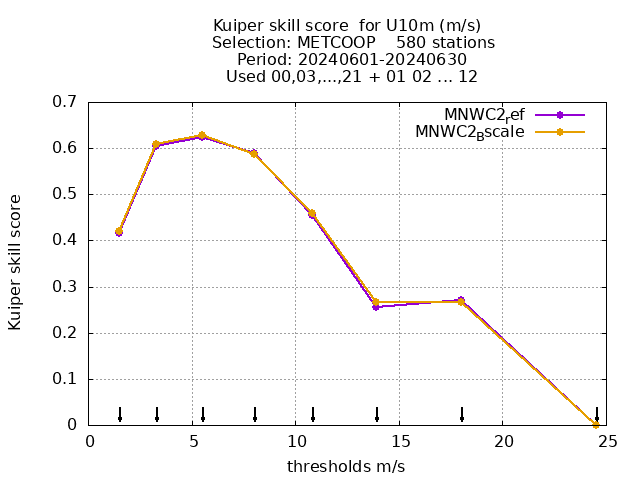 Kuiper skill score for U10m (m/s)
Selection: METCOOP 580 stations
Period: 20240601-20240630
Used 00,03,...,21 + 01 02 ... 12
MNWC2ref
MNWC2Bscale
Kuiper skill score
0.7
0.6
0.5
0.4
0.3
0.2
0.1
0
0 5 10 15 20 25
thresholds m/s